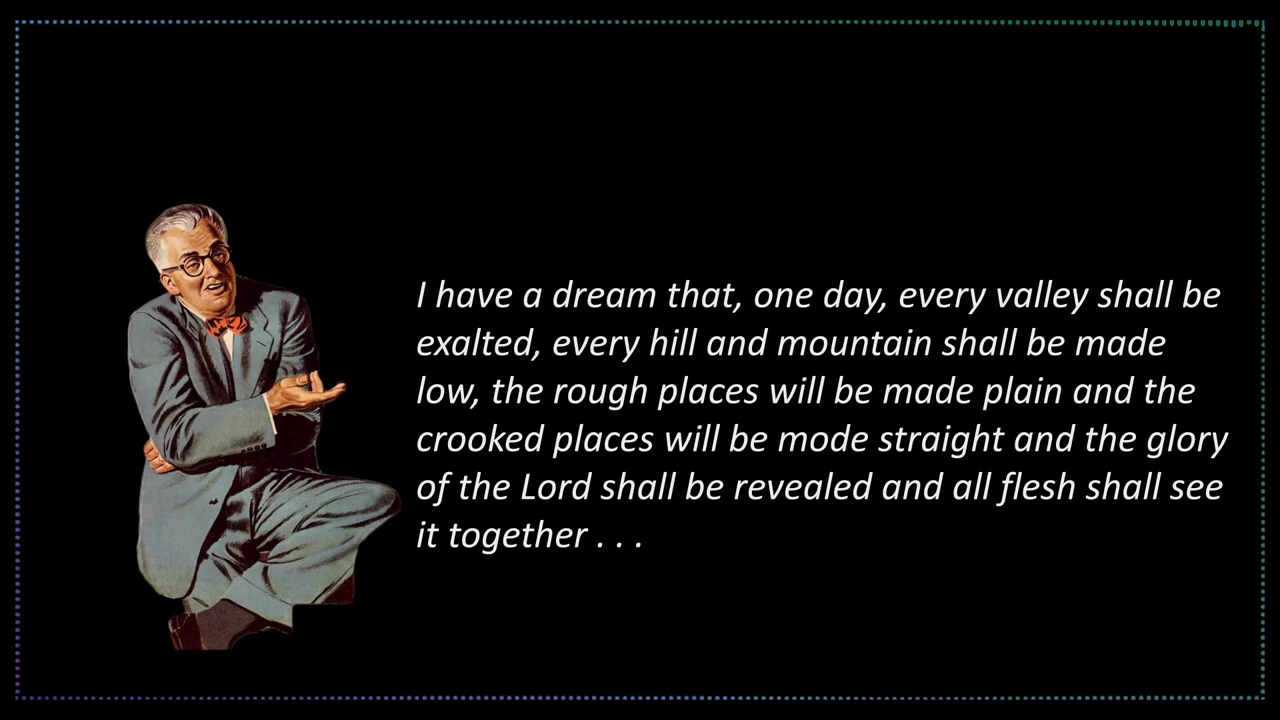 I have a dream that, one day, every valley shall be
exalted, every hill and mountain shall be made
low, the rough places will be made plain and the
crooked places will be mode straight and the glory
of the Lord shall be revealed and all flesh shall see
it together . . .